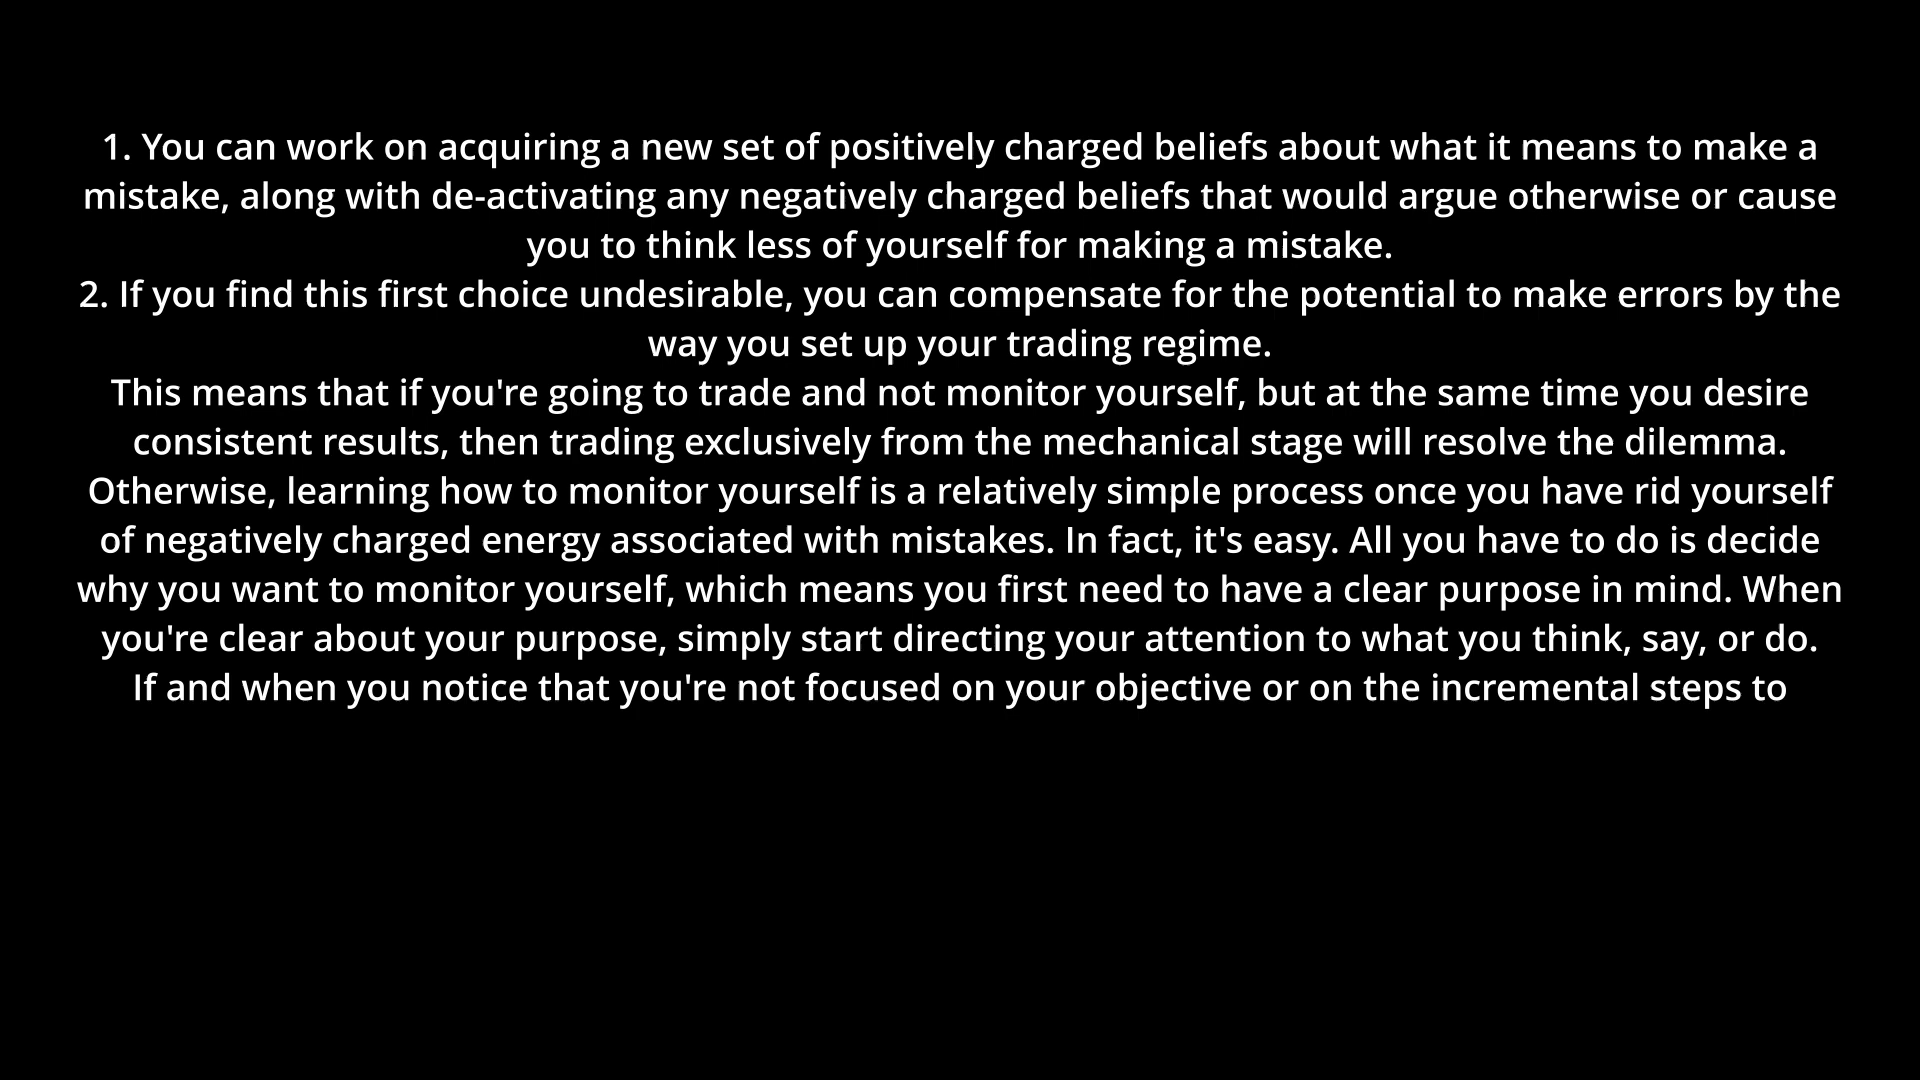 1. You can work on acquiring a new set of positively charged beliefs about what it means to make a
mistake, along with de-activating any negatively charged beliefs that would argue otherwise or cause
you to think less of yourself for making a mistake.
2. If you find this first choice undesirable, you can compensate for the potential to make errors by the
way you set up your trading regime.
This means that if you're going to trade and not monitor yourself, but at the same time you desire
consistent results, then trading exclusively from the mechanical stage will resolve the dilemma.
Otherwise, learning how to monitor yourself is a relatively simple process once you have rid yourself
of negatively charged energy associated with mistakes. In fact, it's easy. All you have to do is decide
why you want to monitor yourself, which means you first need to have a clear purpose in mind. When
you're clear about your purpose, simply start directing your attention to what you think, say, or do.
If and when you notice that you're not focused on your objective or on the incremental steps to